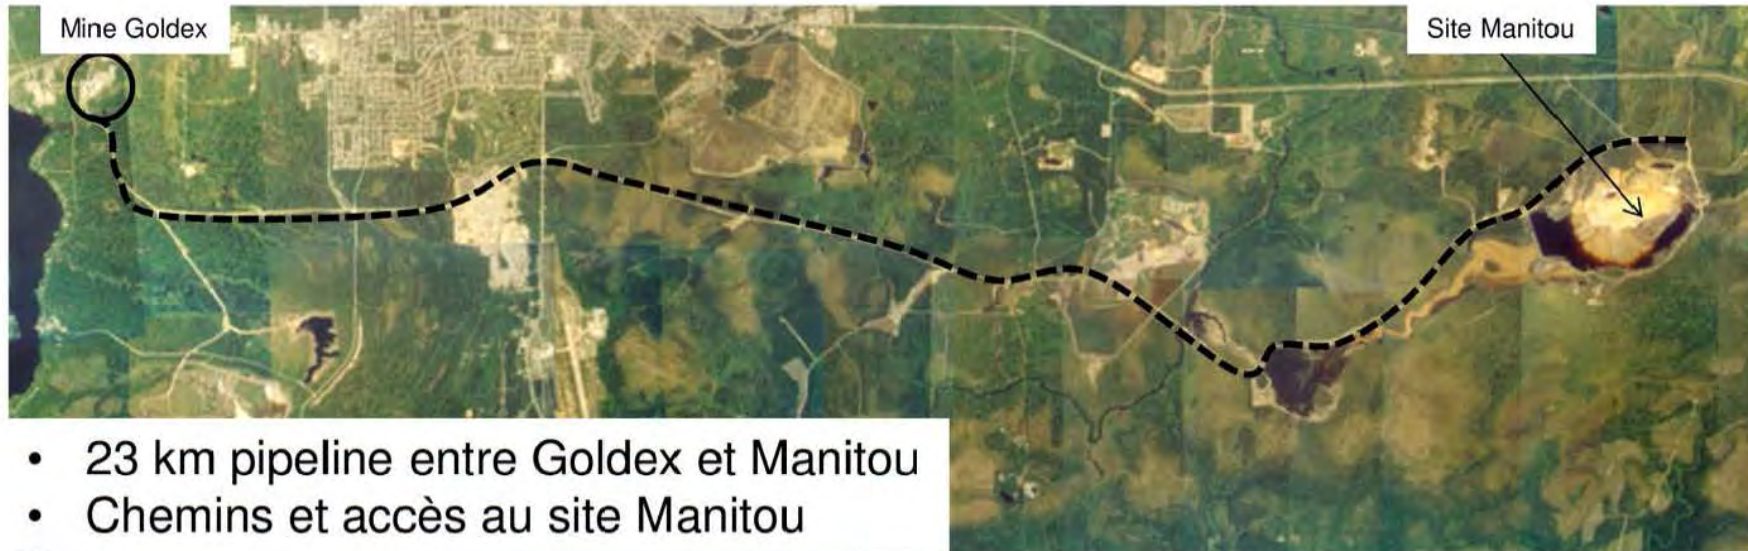 Mine Goldex
Site Manitou
• 23 km pipeline entre Goldex et Manitou
• Chemins et accès au site Manitou